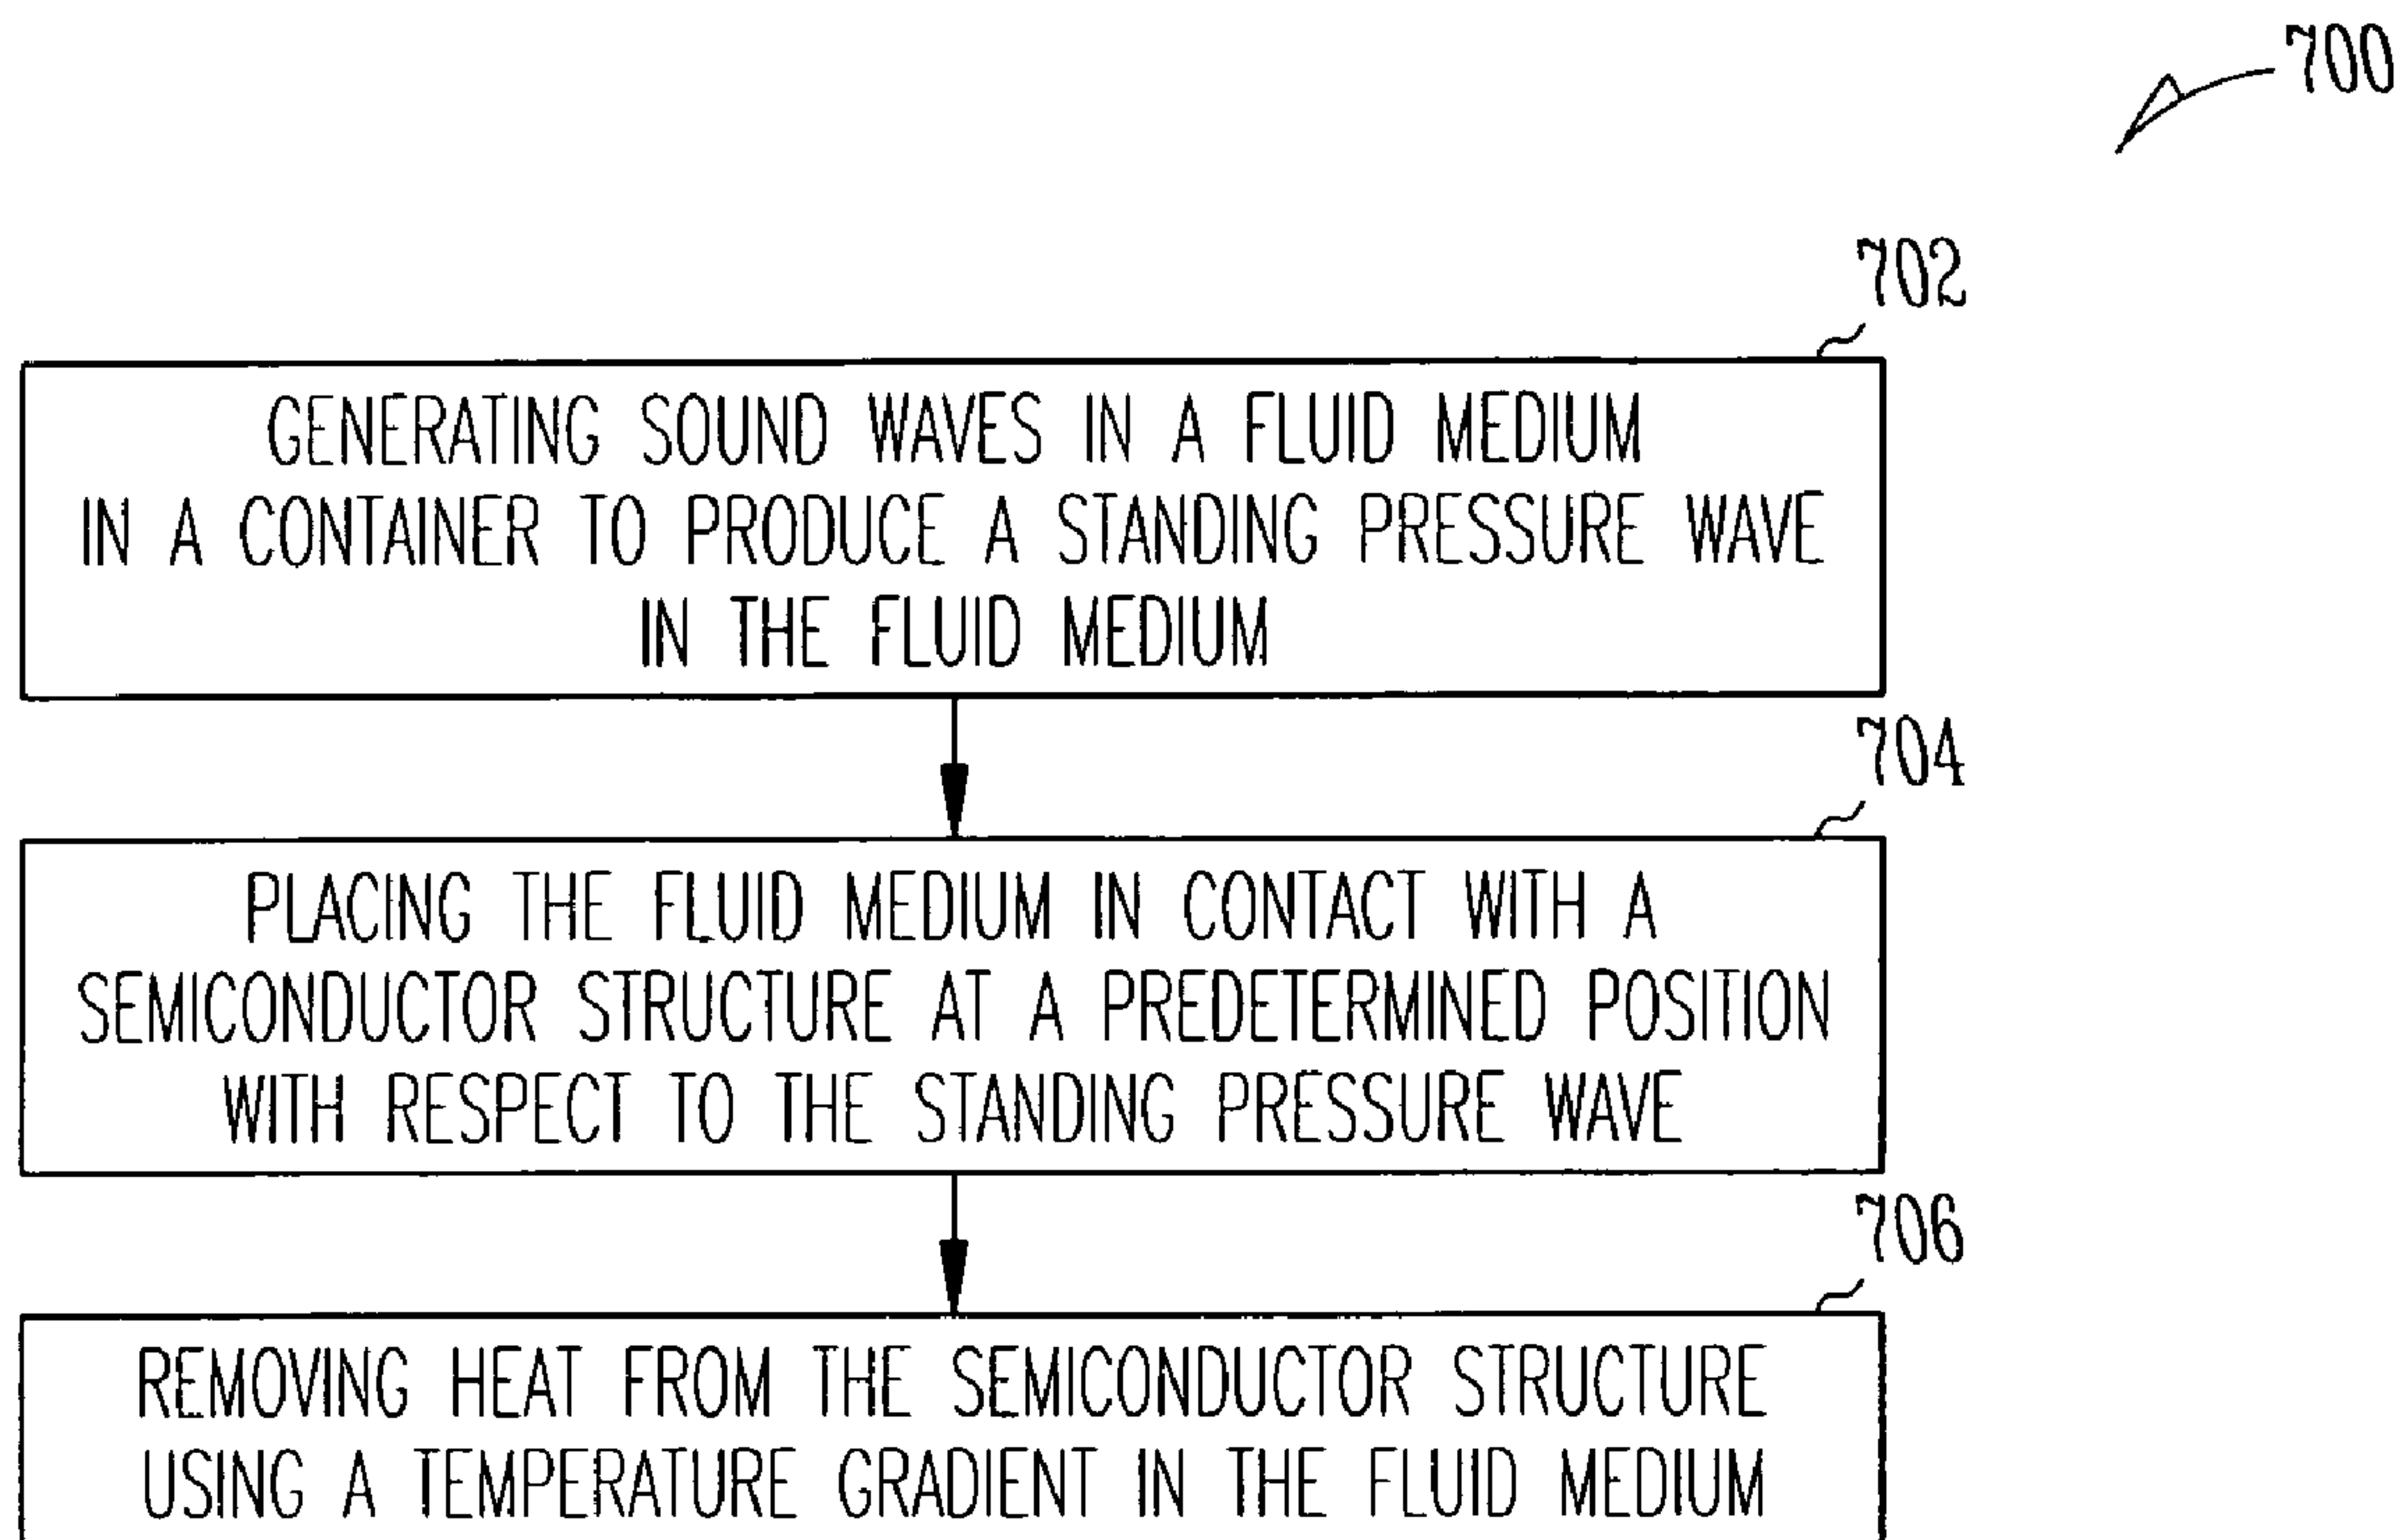 700
702
GENERATING SOUND WAVES IN A FLUID MEDIUM
IN A CONTAINER TO PRODUCE A STANDING PRESSURE WAVE
IN THE FLUID MEDIUM
704
PLACING THE FLUID MEDIUM IN CONTACT WITH A
SEMICONDUCTOR STRUCTURE AT A PREDETERMINED POSITION
WITH RESPECT TO THE STANDING PRESSURE WAVE
706
REMOVING HEAT FROM THE SEMICONDUCTOR STRUCTURE
USING A TEMPERATURE GRADIENT IN THE FLUID MEDIUM